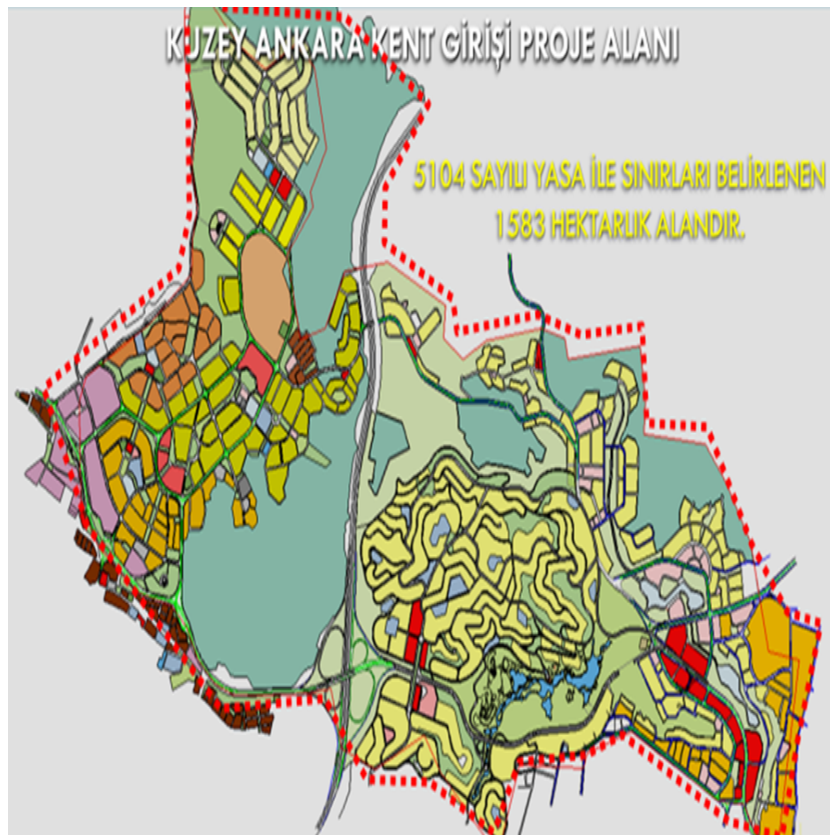 KUZEY ANKARA KENT GİRİŞİ PROJE ALANI
5104 SAYILI YASA İLE SINIRLARI BELİRLENEN
1583 HEKTARLIK ALANDIR.